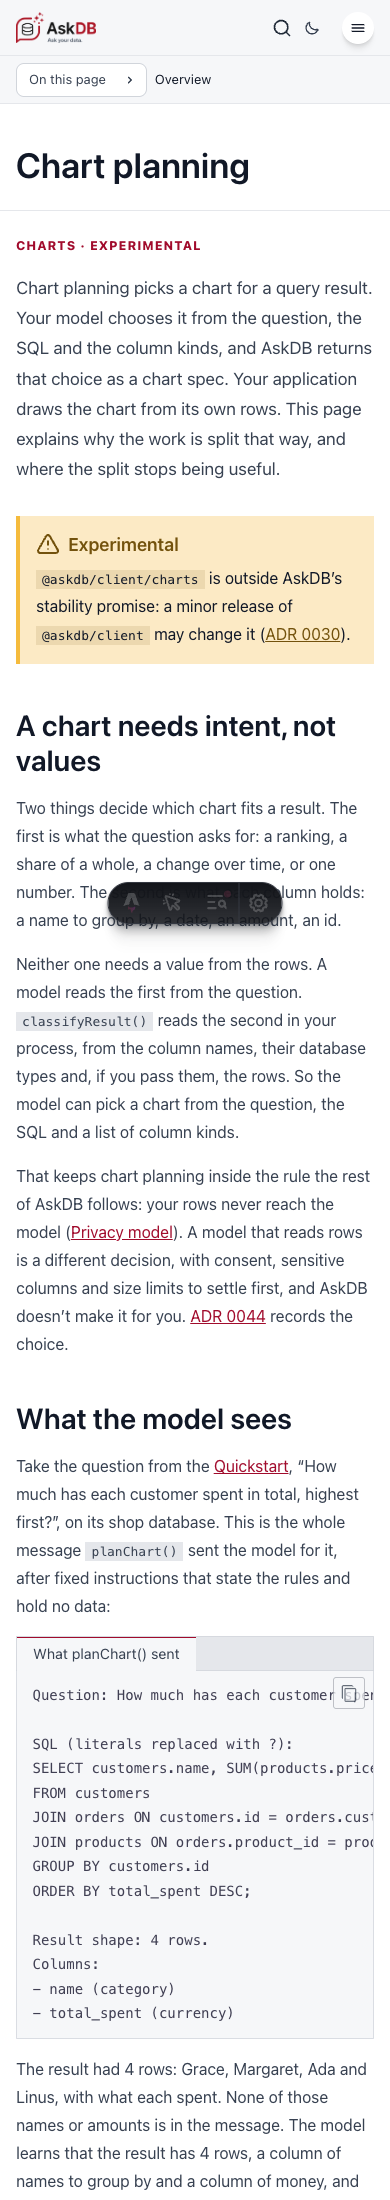 AskDB
Ask your data.
On this page
Overview
Chart planning
CHARTS · EXPERIMENTAL
Chart planning picks a chart for a query result.
Your model chooses it from the question, the
SQL and the column kinds, and AskDB returns
that choice as a chart spec. Your application
draws the chart from its own rows. This page
explains why the work is split that way, and
where the split stops being useful.
Experimental
@askdb/client/charts is outside AskDB’s
stability promise: a minor release of
@askdb/client may change it (ADR 0030).
A chart needs intent, not
values
Two things decide which chart fits a result. The
first is what the question asks for: a ranking, a
share of a whole, a change over time, or one
number. The column holds:
a name to group by, a date, an amount, an id.
Neither one needs a value from the rows. A
model reads the first from the question.
classifyResult() reads the second in your
process, from the column names, their database
types and, if you pass them, the rows. So the
model can pick a chart from the question, the
SQL and a list of column kinds.
That keeps chart planning inside the rule the rest
of AskDB follows: your rows never reach the
model (Privacy model). A model that reads rows
is a different decision, with consent, sensitive
columns and size limits to settle first, and AskDB
doesn’t make it for you. ADR 0044 records the
choice.
What the model sees
Take the question from the Quickstart, “How
much has each customer spent in total, highest
first?”, on its shop database. This is the whole
message planChart() sent the model for it,
after fixed instructions that state the rules and
hold no data:
What planChart() sent
Question: How much has each customer
SQL (literals replaced with ?):
SELECT customers.name, SUM(products.price
FROM customers
JOIN orders ON customers.id = orders.cust
JOIN products ON orders.product_id = prod
GROUP BY customers.id
ORDER BY total_spent DESC;
Result shape: 4 rows.
Columns:
- name (category)
- total_spent (currency)
The result had 4 rows: Grace, Margaret, Ada and
Linus, with what each spent. None of those
names or amounts is in the message. The model
learns that the result has 4 rows, a column of
names to group by and a column of money, and